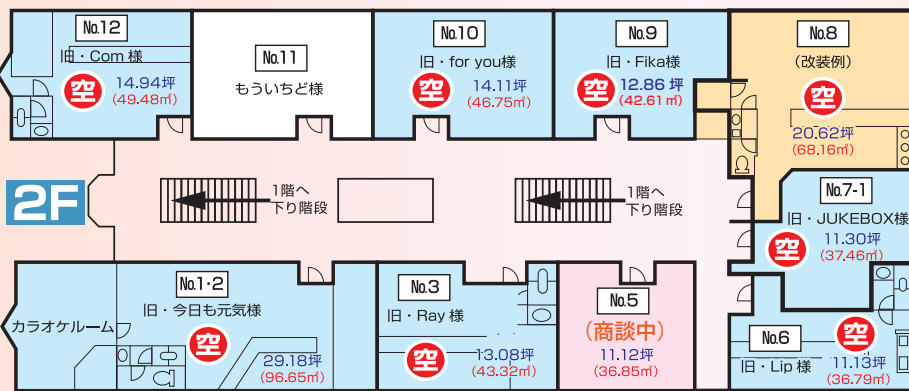 No.12
旧・Com 様
空
14.94坪
(49.48㎡)
No.11
もういちど様
No.10
旧・for you様
空
14.11坪
(46.75㎡)
No.9
旧・Fika様
空
12.86 坪
(42.61㎡)
No.8
(改装例)
空
20.62坪
(68.16㎡)
2F
1階へ
下り階段
1階へ
下り階段
No.7-1
旧・JUKEBOX様
空
11.30坪
(37.46㎡)
カラオケルーム
No.1・2
旧・今日も元気様
空
29.18坪
(96.65㎡)
No.3
旧・Ray 様
空
13.08坪
(43.32㎡)
No.5
(商談中)
11.12坪
(36.85㎡)
No.6
旧・Lip 様
空
11.13坪
(36.79㎡)